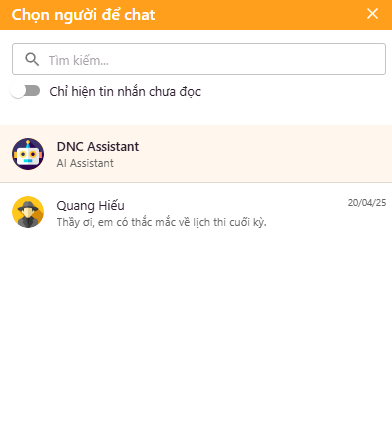 Chọn người để chat
Tìm kiếm...
Chỉ hiện tin nhắn chưa đọc
DNC Assistant
AI Assistant
Quang Hiếu
20/04/25
Thầy ơi, em có thắc mắc về lịch thi cuối kỳ.